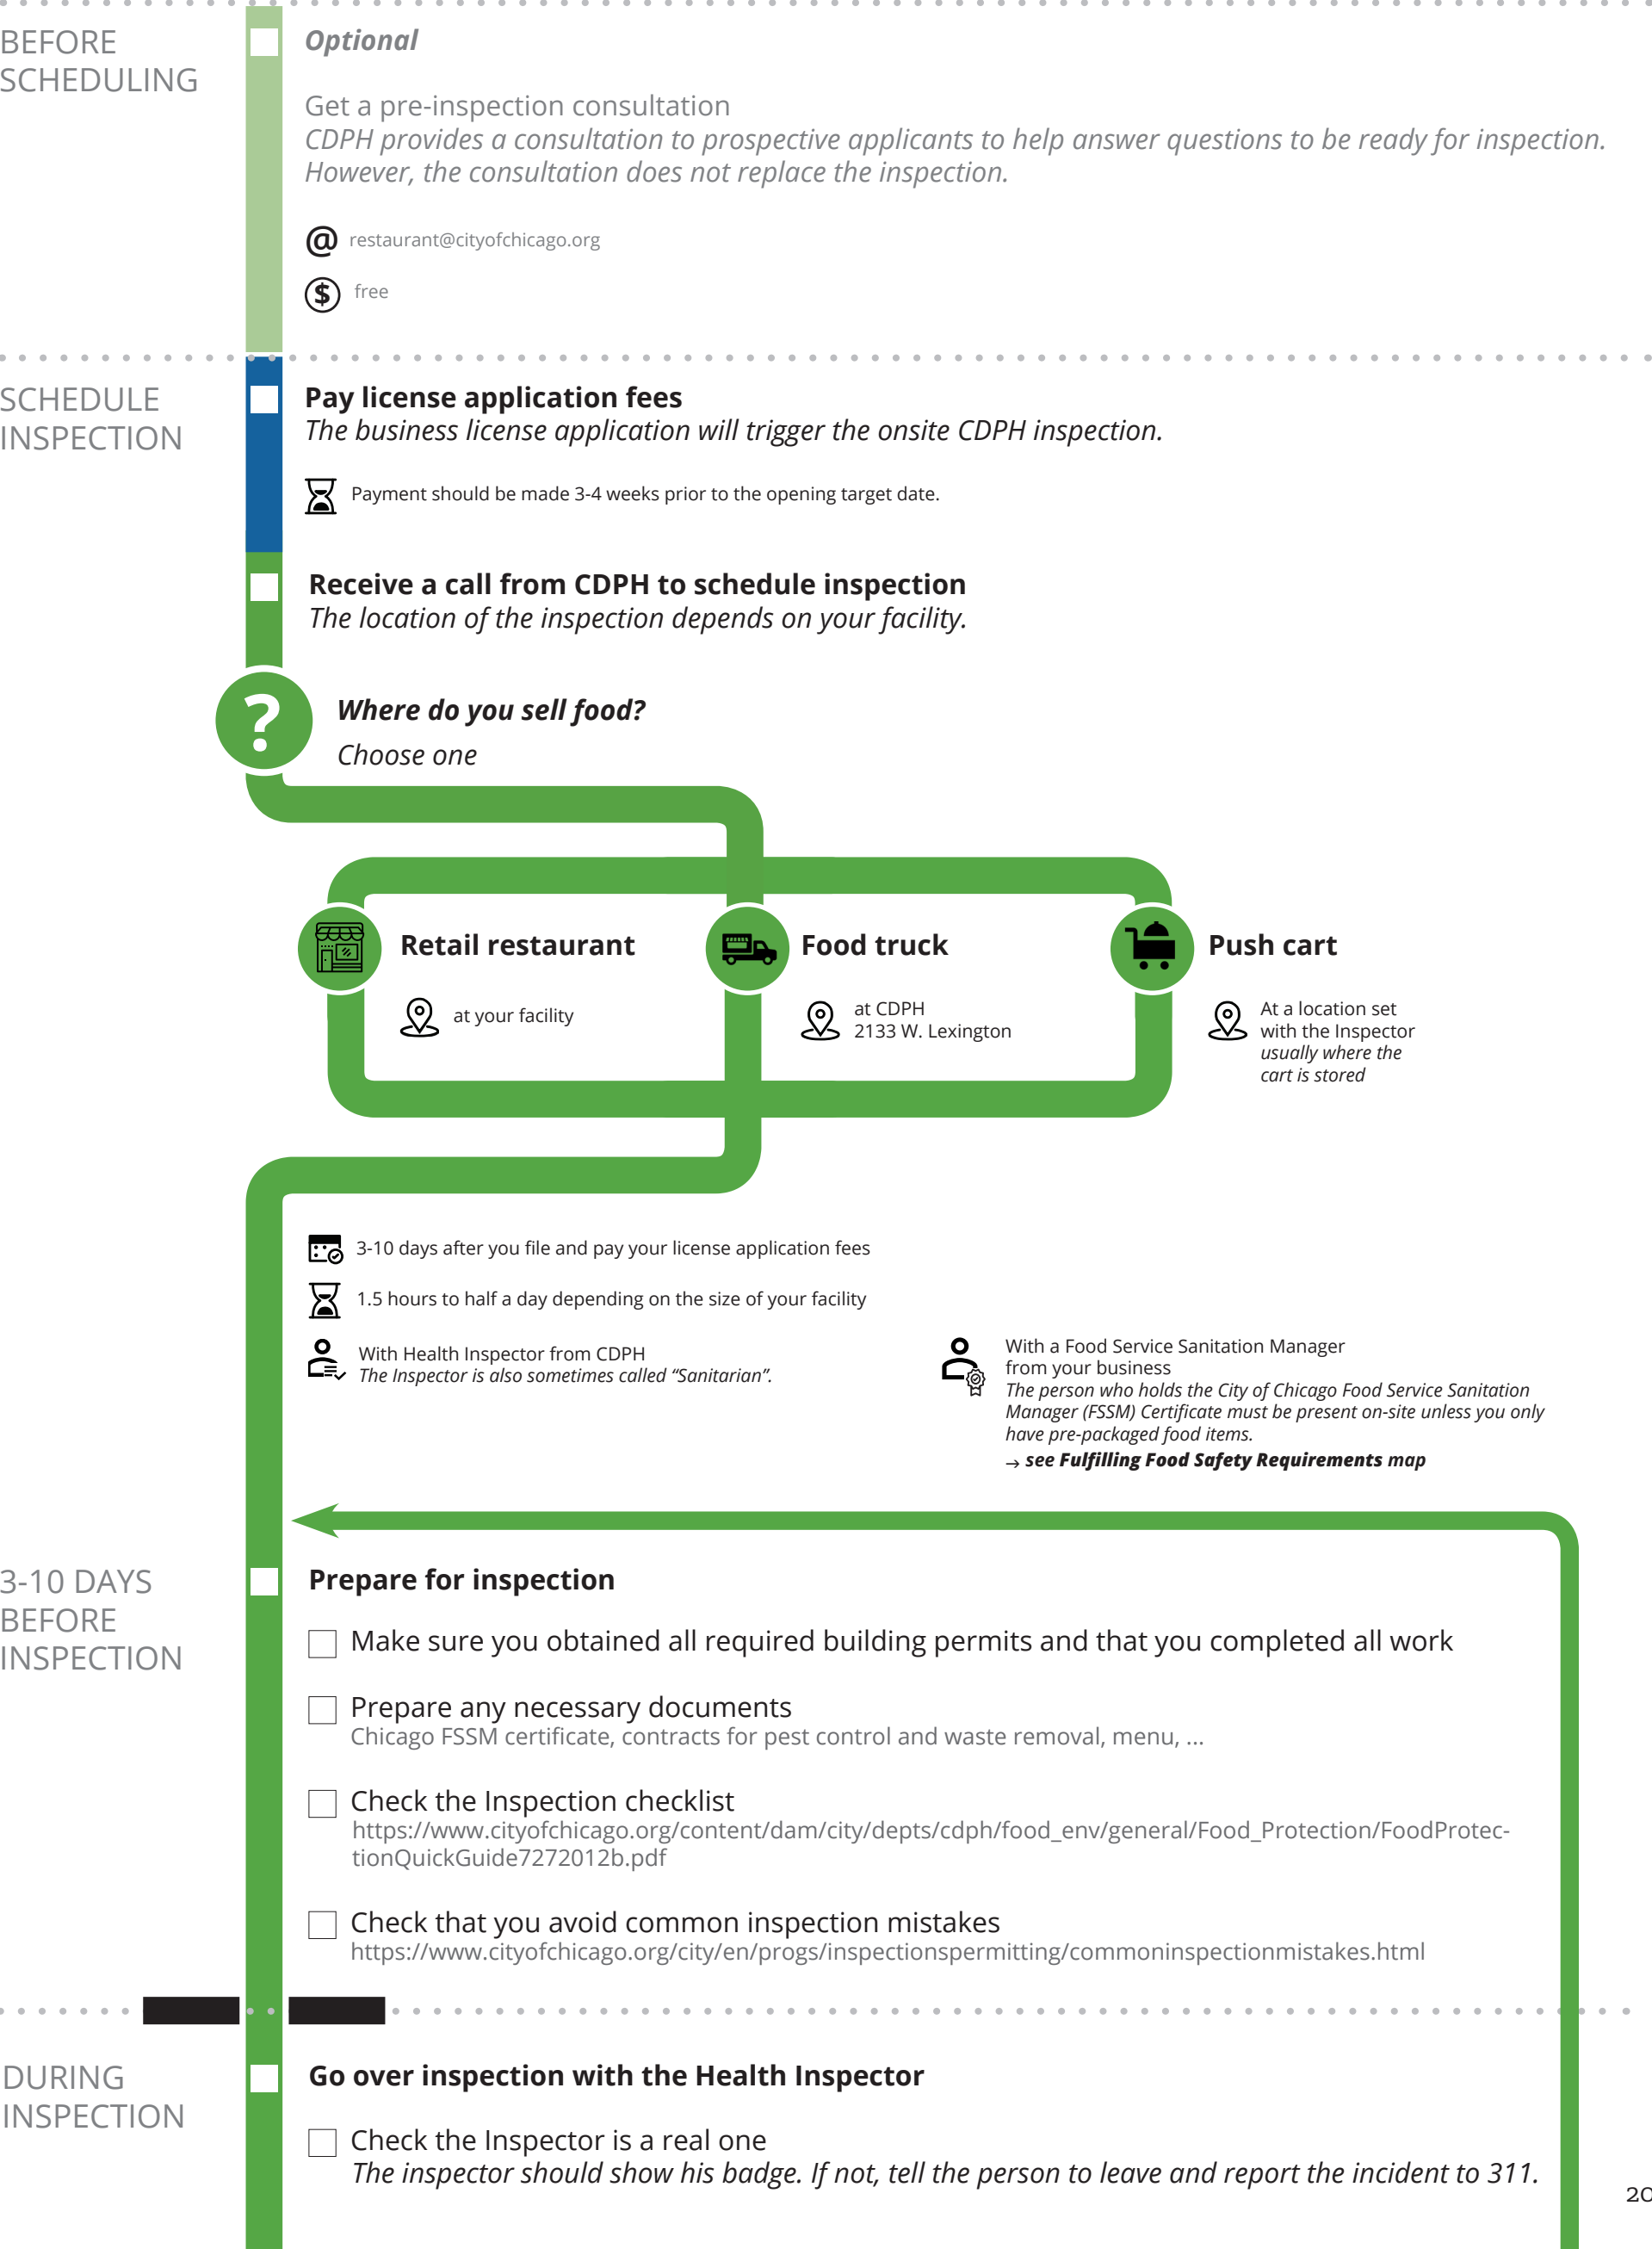 BEFORE
SCHEDULING
Optional
Get a pre-inspection consultation
CDPH provides a consultation to prospective applicants to help answer questions to be ready for inspection.
However, the consultation does not replace the inspection.
@ restaurant@cityofchicago.org
$ free
SCHEDULE
INSPECTION
Pay license application fees
The business license application will trigger the onsite CDPH inspection.
Payment should be made 3-4 weeks prior to the opening target date.
Receive a call from CDPH to schedule inspection
The location of the inspection depends on your facility.
?
Where do you sell food?
Choose one
Retail restaurant
at your facility
Food truck
at CDPH
2133 W. Lexington
Push cart
At a location set
with the Inspector
usually where the
cart is stored
3-10 days after you file and pay your license application fees
1.5 hours to half a day depending on the size of your facility
With Health Inspector from CDPH
The Inspector is also sometimes called “Sanitarian”.
With a Food Service Sanitation Manager
from your business
The person who holds the City of Chicago Food Service Sanitation
Manager (FSSM) Certificate must be present on-site unless you only
have pre-packaged food items.
→ see Fulfilling Food Safety Requirements map
3-10 DAYS
BEFORE
INSPECTION
Prepare for inspection
Make sure you obtained all required building permits and that you completed all work
Prepare any necessary documents
Chicago FSSM certificate, contracts for pest control and waste removal, menu, ...
Check the Inspection checklist
https://www.cityofchicago.org/content/dam/city/depts/cdph/food_env/general/Food_Protection/FoodProtec-
tionQuickGuide7272012b.pdf
Check that you avoid common inspection mistakes
https://www.cityofchicago.org/city/en/progs/inspectionspermitting/commoninspectionmistakes.html
DURING
INSPECTION
Go over inspection with the Health Inspector
Check the Inspector is a real one
The inspector should show his badge. If not, tell the person to leave and report the incident to 311.
20